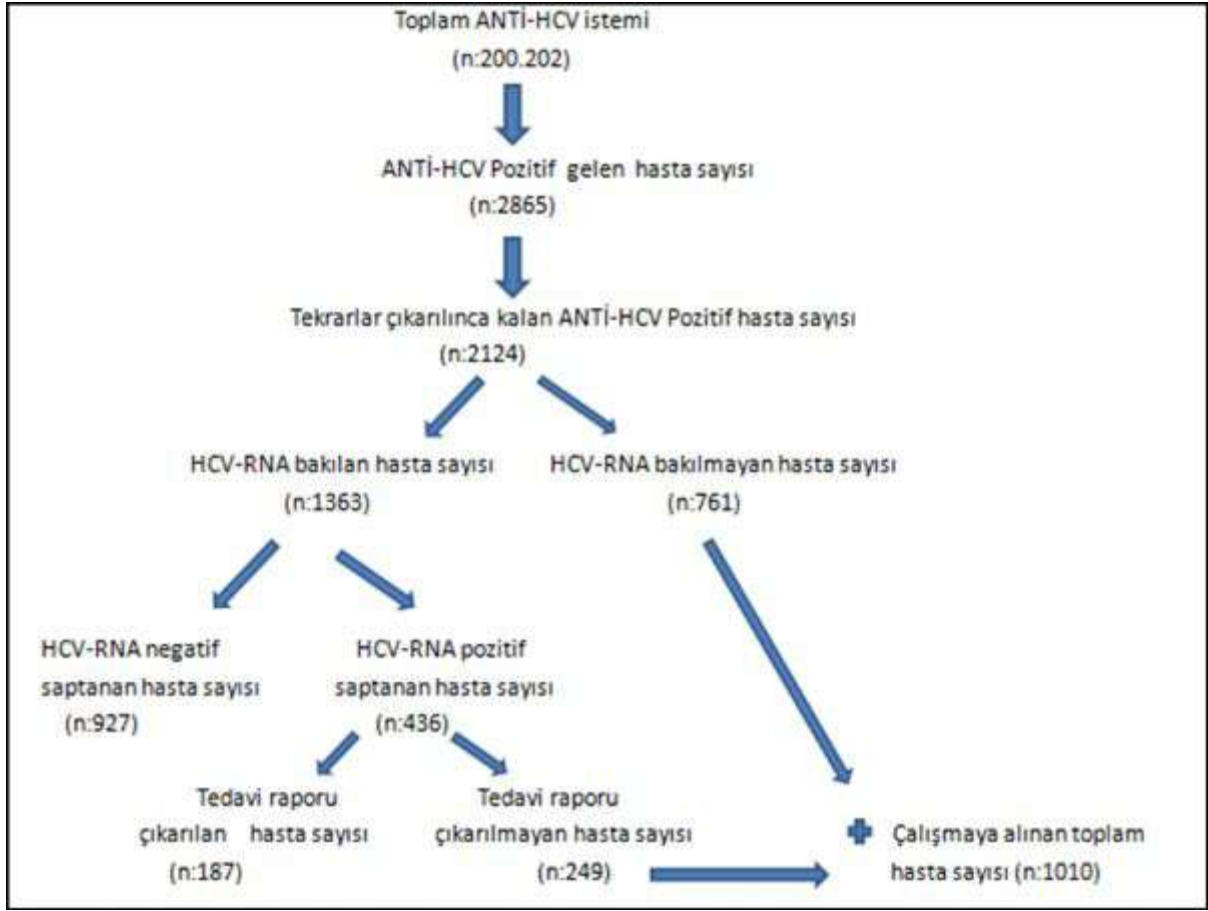 Toplam ANTİ-HCV istemi
(n:200.202)
ANTİ-HCV Pozitif gelen hasta sayısı
(n:2865)
Tekrarlar çıkarılınca kalan ANTİ-HCV Pozitif hasta sayısı
(n:2124)
HCV-RNA bakılan hasta sayısı
(n:1363)
HCV-RNA bakılmayan hasta sayısı
(n:761)
HCV-RNA negatif
saptanan hasta sayısı
(n:927)
HCV-RNA pozitif
saptanan hasta sayısı
(n:436)
Tedavi raporu
çıkarılan hasta sayısı
(n:187)
Tedavi raporu
çıkarılmayan hasta sayısı
(n:249)
Çalışmaya alınan toplam
hasta sayısı (n:1010)